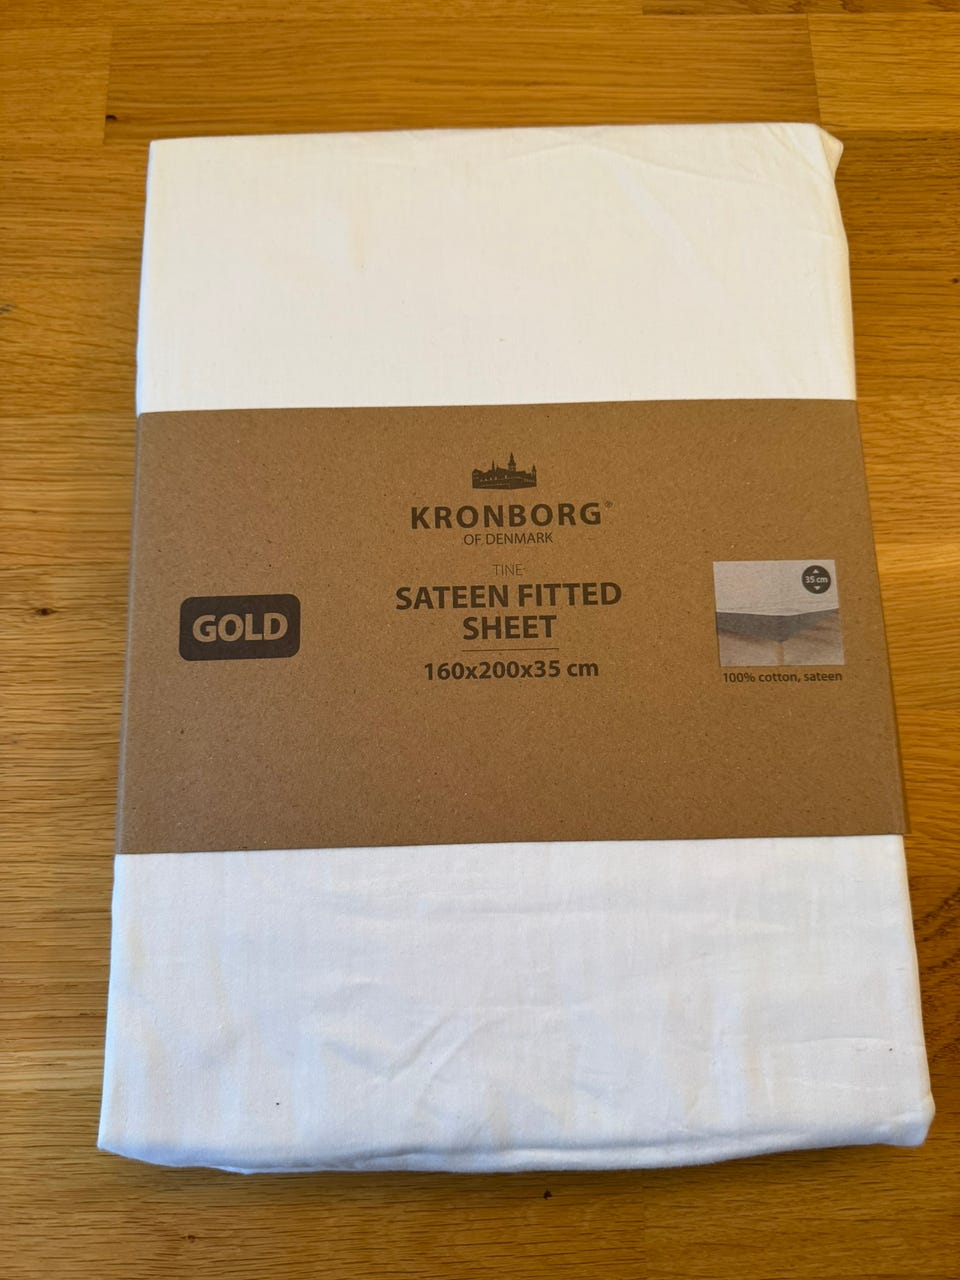 KRONBORG®
OF DENMARK
TINE
SATEEN FITTED
SHEET
160x200x35 cm
GOLD
35 cm
100% cotton, sateen